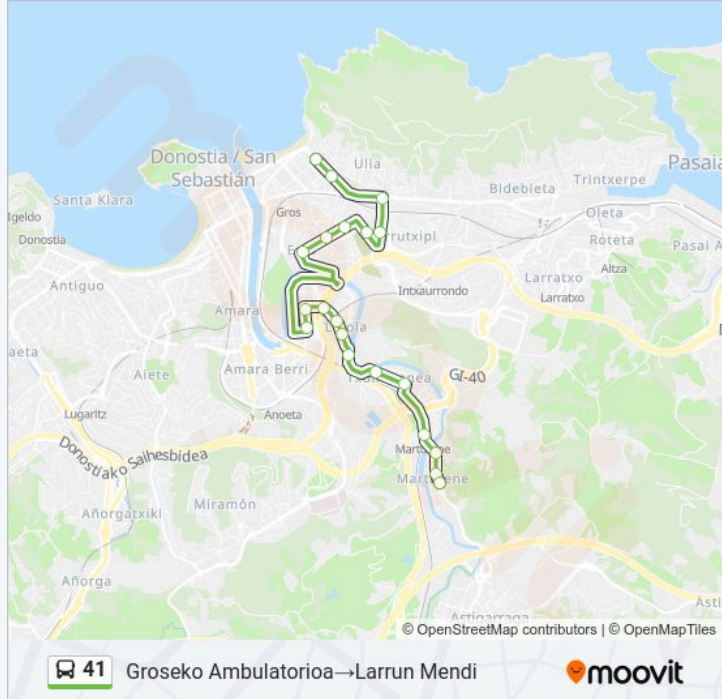 Donostia / San
Sebastián
Ulia
Pasaia
Santa Klara
Bidebieta
Trintxerpe
Gros
Oleta
Igeldo
Donostia
Roteta
Pasai A
Antiguo
Altza
Larratxo
Larratxo
Intxaurrondo
Amara
Aiete
Amara Berri
GI-40
Lugaritz
Anoeta
Donostiako Saihesbidea
Miramón
Añorgatxiki
Añorga
Astigarraga
© OpenStreetMap contributors | © OpenMapTiles
41 Groseko Ambulatorioa→Larrun Mendi
moovit